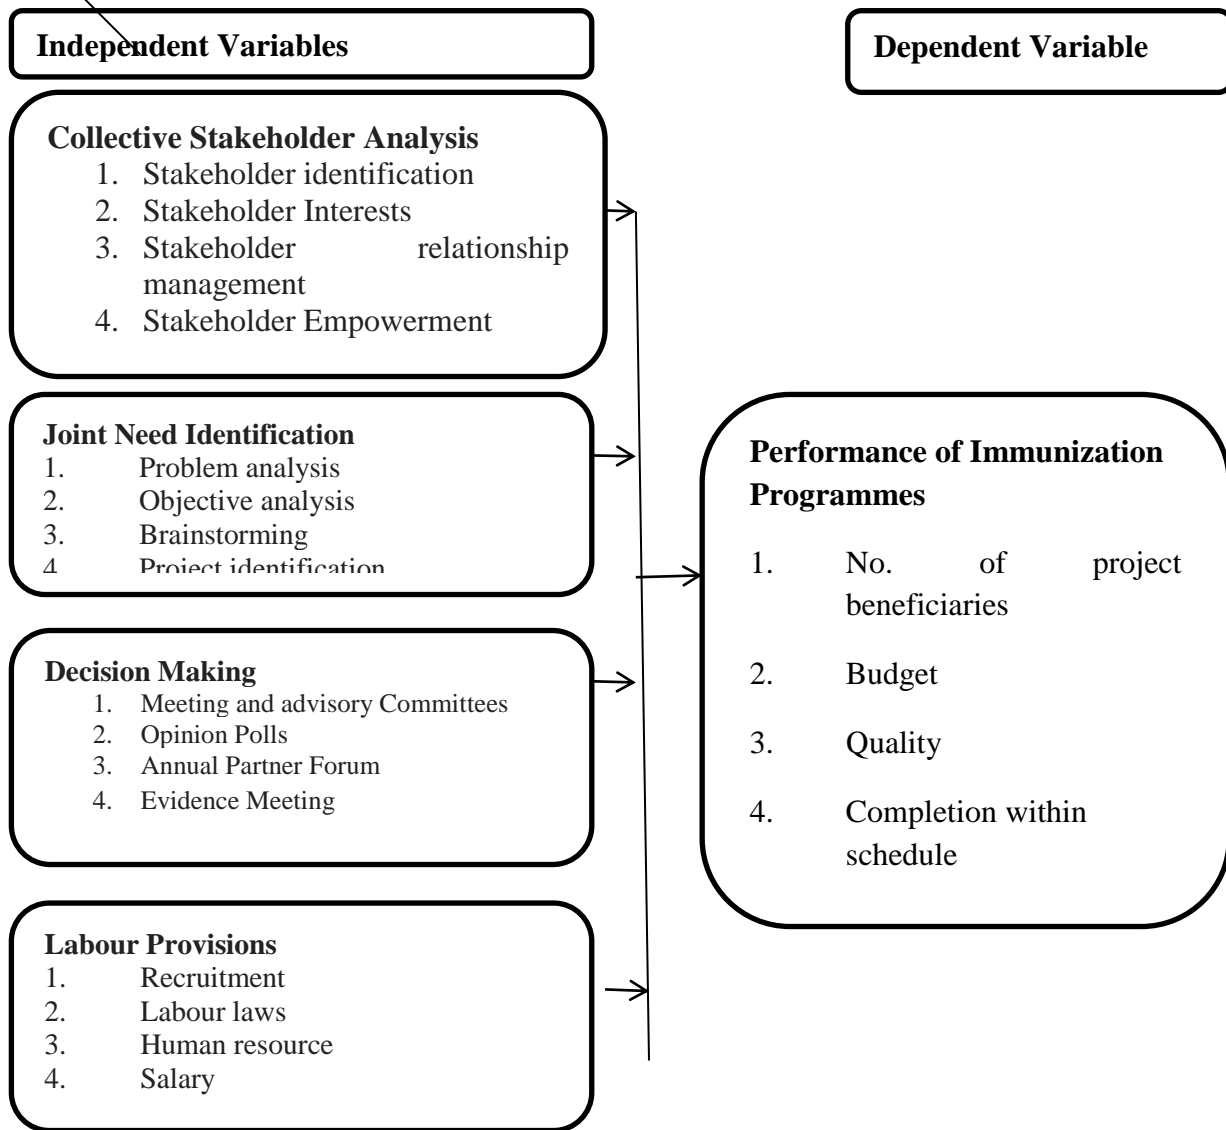 Independent Variables
Dependent Variable
Collective Stakeholder Analysis
1. Stakeholder identification
2. Stakeholder Interests
3. Stakeholder relationship
management
4. Stakeholder Empowerment
Joint Need Identification
1. Problem analysis
2. Objective analysis
3. Brainstorming
4 Project identification
Decision Making
1. Meeting and advisory Committees
2. Opinion Polls
3. Annual Partner Forum
4. Evidence Meeting
Labour Provisions
1. Recruitment
2. Labour laws
3. Human resource
4. Salary
Performance of Immunization
Programmes
1. No. of project
beneficiaries
2. Budget
3. Quality
4. Completion within
schedule